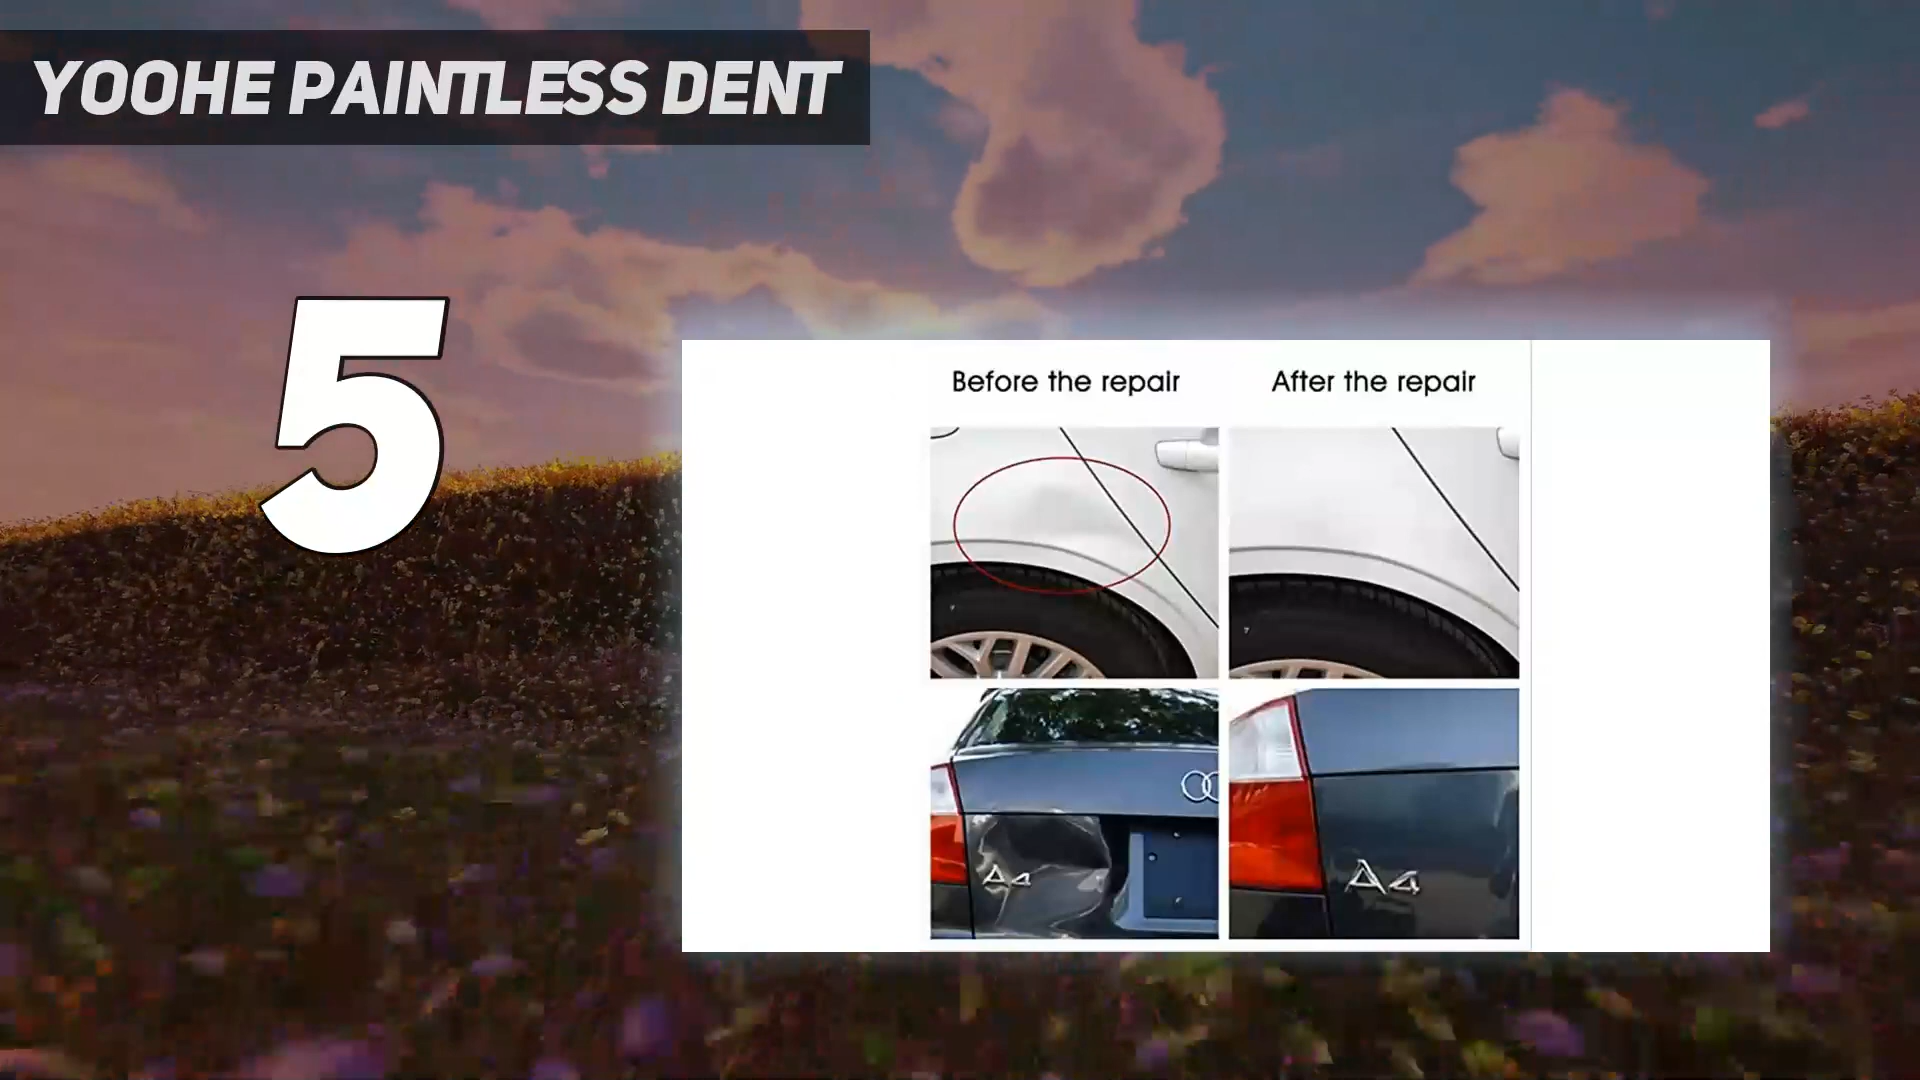 YOOHE PAINTLESS DENT
5
Before the repair
After the repair
A4
A4